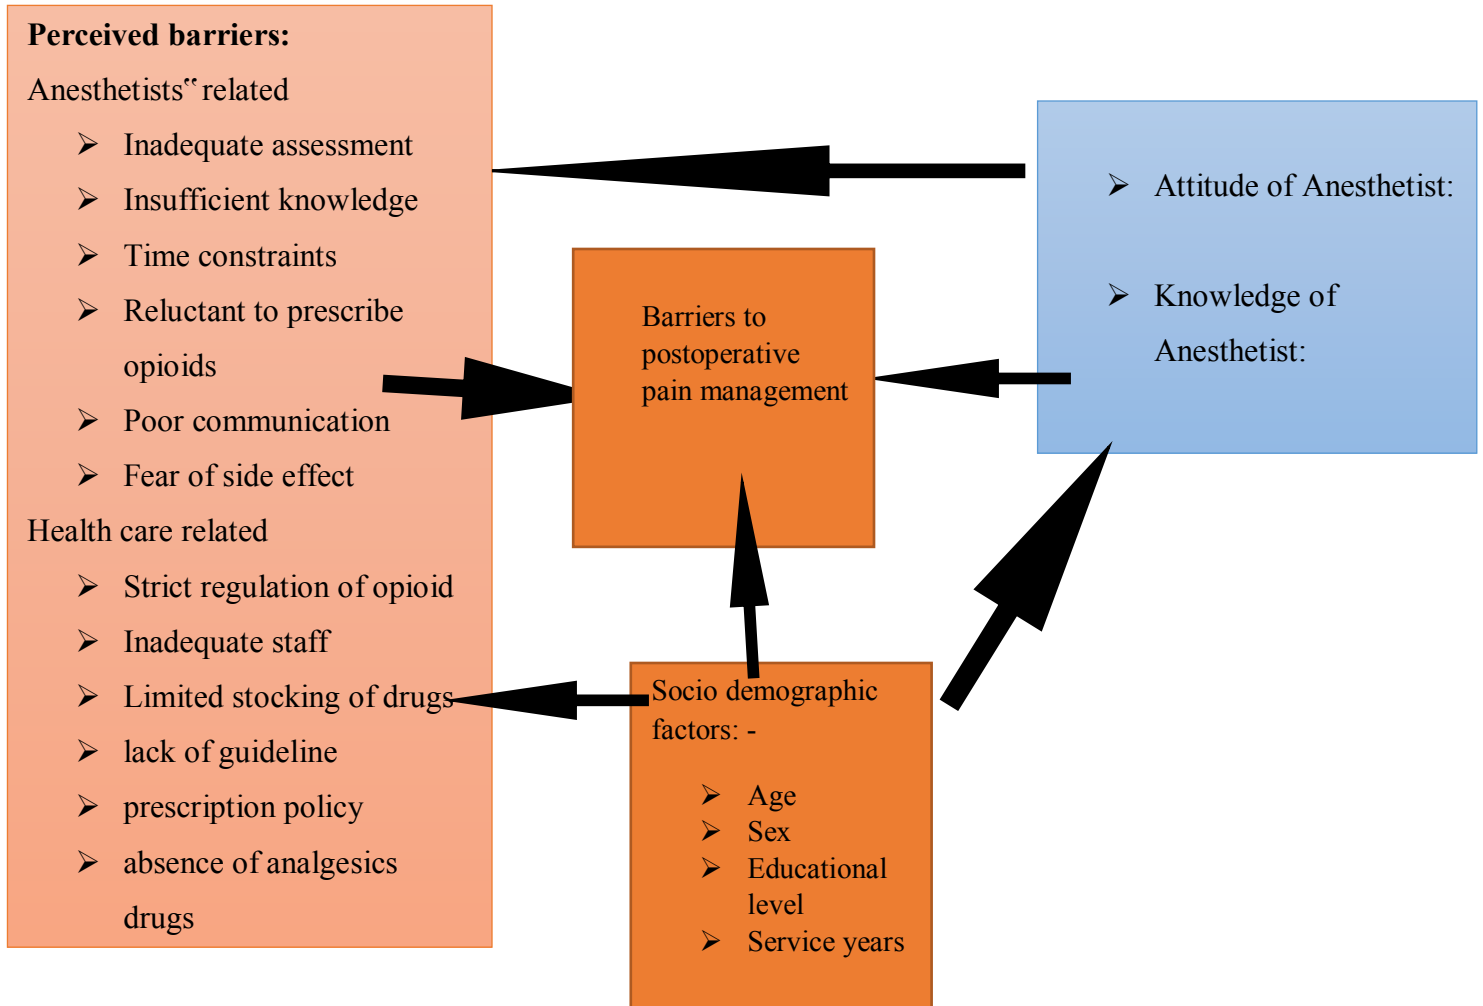 Perceived barriers:
Anesthetists‟ related
➢ Inadequate assessment
➢ Insufficient knowledge
➢ Time constraints
➢ Reluctant to prescribe
opioids
➢ Poor communication
➢ Fear of side effect
Health care related
➢ Strict regulation of opioid
➢ Inadequate staff
➢ Limited stocking of drugs
➢ lack of guideline
➢ prescription policy
➢ absence of analgesics
drugs
Barriers to
postoperative
pain management
➢ Attitude of Anesthetist:
➢ Knowledge of
Anesthetist:
Socio demographic
factors: -
➢ Age
➢ Sex
➢ Educational
level
➢ Service years